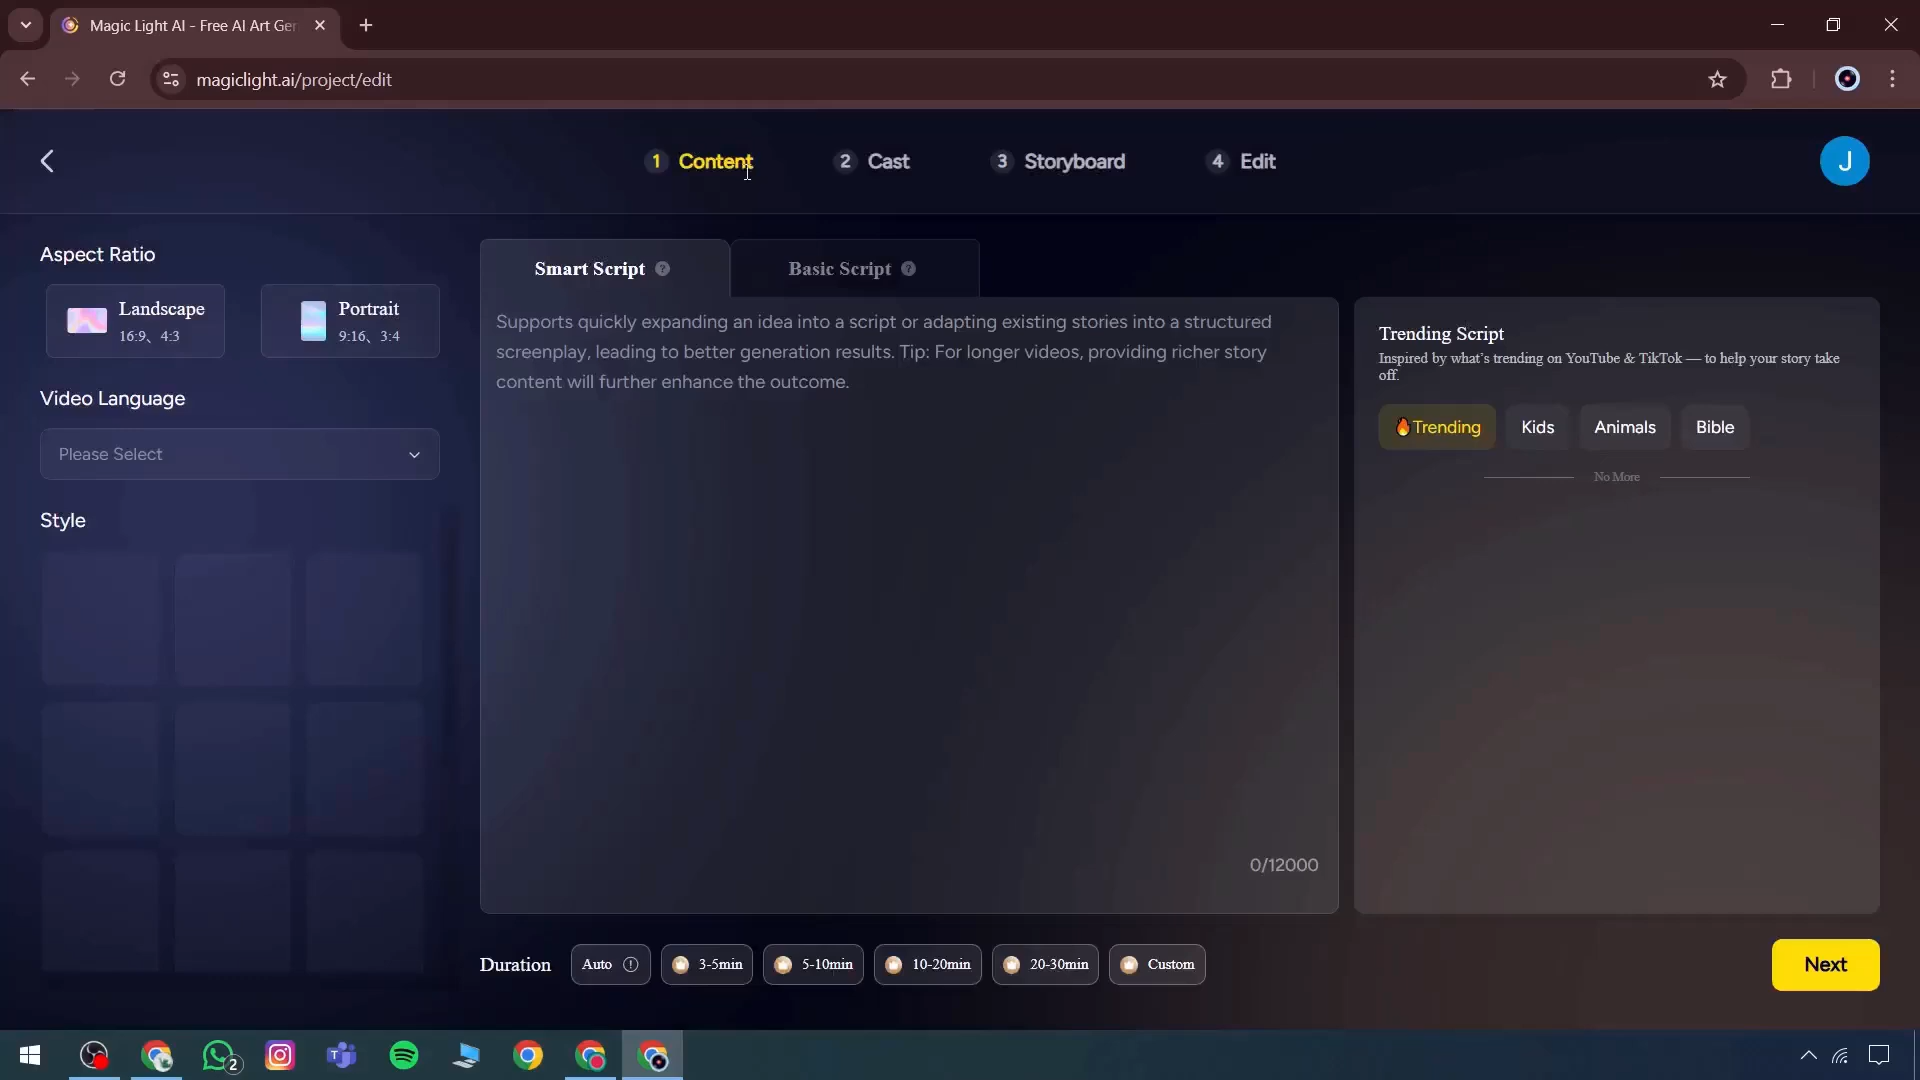 Magic Light AI - Free AI Art Ger
magiclight.ai/project/edit
1 Content
2 Cast
3 Storyboard
4 Edit
J
Aspect Ratio
Landscape
16:9、4:3
Portrait
9:16、3:4
Video Language
Please Select
Style
Smart Script ?
Basic Script ?
Supports quickly expanding an idea into a script or adapting existing stories into a structured
screenplay, leading to better generation results. Tip: For longer videos, providing richer story
content will further enhance the outcome.
0/12000
Trending Script
Inspired by what's trending on YouTube & TikTok — to help your story take
off.
🔥Trending
Kids
Animals
Bible
No More
Duration
Auto
3-5min
5-10min
10-20min
20-30min
Custom
Next
2